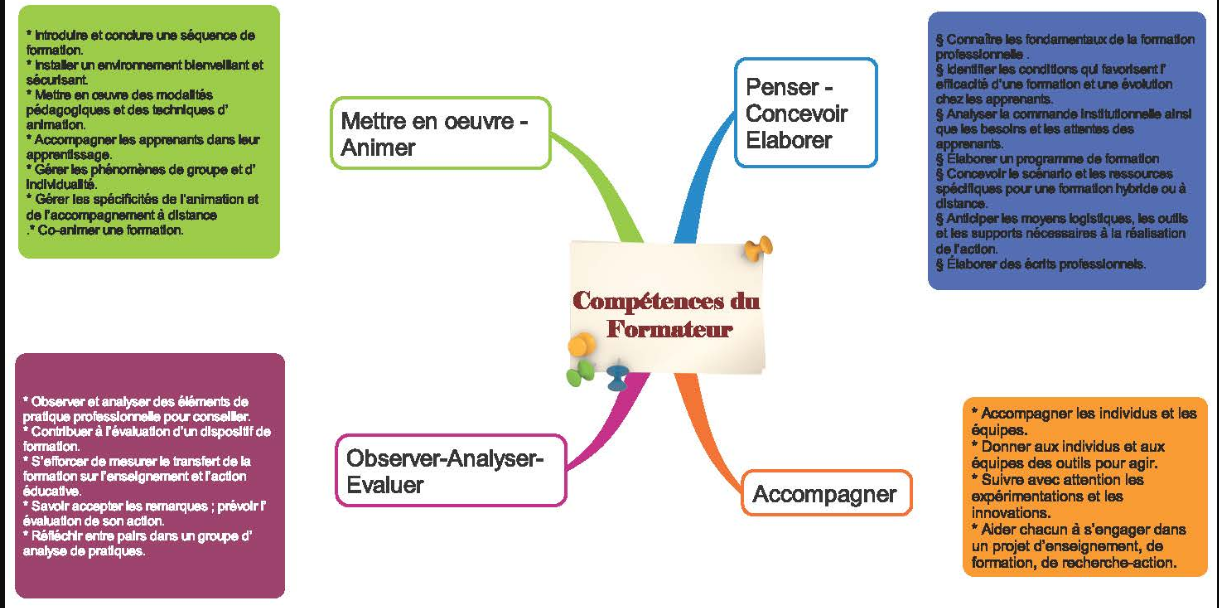 * Introduire et conclure une séquence de
formation.
* Installer un environnement bienveillant et
sécurisant.
* Mettre en œuvre des modalités
pédagogiques et des techniques d'
animation.
* Accompagner les apprenants dans leur
apprentissage.
* Gérer les phénomènes de groupe et d'
individualité.
* Gérer les spécificités de l'animation et
de l'accompagnement à distance
.* Co-animer une formation.
Mettre en oeuvre -
Animer
Penser -
Concevoir
Elaborer
§ Connaître les fondamentaux de la formation
professionnelle .
§ Identifier les conditions qui favorisent l'
efficacité d'une formation et une évolution
chez les apprenants.
§ Analyser la commande institutionnelle ainsi
que les besoins et les attentes des
apprenants.
§ Élaborer un programme de formation
§ Concevoir le scénario et les ressources
spécifiques pour une formation hybride ou à
distance.
§ Anticiper les moyens logistiques, les outils
et les supports nécessaires à la réalisation
de l'action.
§ Élaborer des écrits professionnels.
Compétences du
Formateur
* Observer et analyser des éléments de
pratique professionnelle pour conseiller.
* Contribuer à l'évaluation d'un dispositif de
formation.
* S'efforcer de mesurer le transfert de la
formation sur l'enseignement et l'action
éducative.
* Savoir accepter les remarques ; prévoir l'
évaluation de son action.
* Réfléchir entre pairs dans un groupe d'
analyse de pratiques.
Observer-Analyser-
Evaluer
Accompagner
* Accompagner les individus et les
équipes.
* Donner aux individus et aux
équipes des outils pour agir.
* Suivre avec attention les
expérimentations et les
innovations.
* Aider chacun à s'engager dans
un projet d'enseignement, de
formation, de recherche-action.